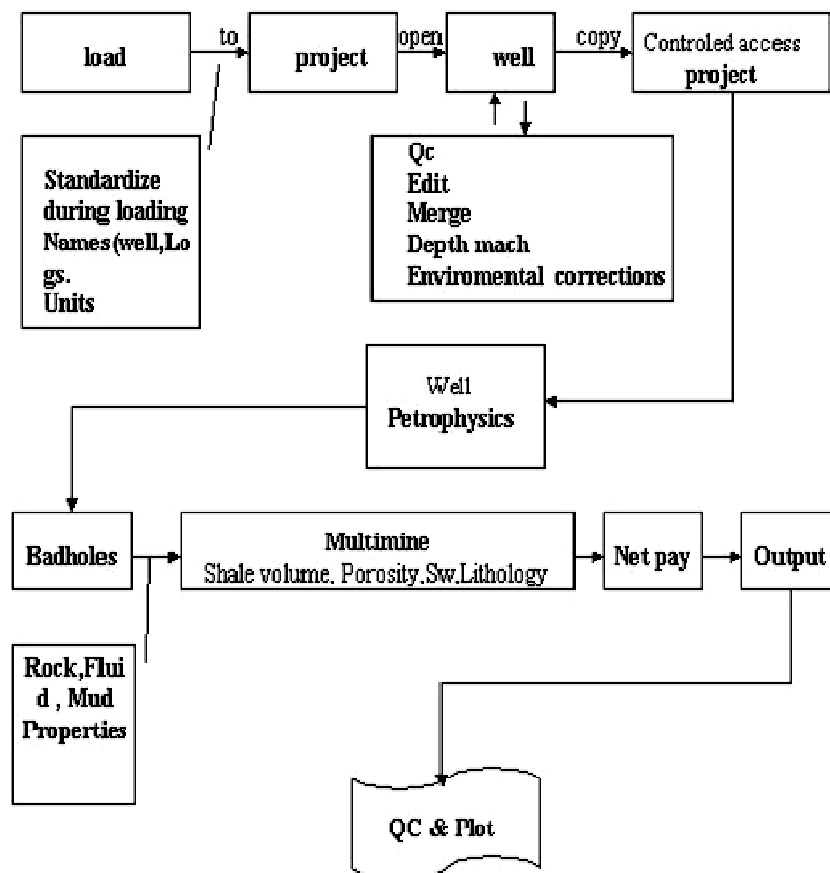 load
to
project
open
well
copy
Controled access
project
Standardize
during loading
Names(well,Lo
gs.
Units
Qc
Edit
Merge
Depth mach
Enviromental corrections
Well
Petrophysics
Badholes
Multimine
Shale volume, Porosity,Sw,Lithology
Net pay
Output
Rock,Flui
d , Mud
Properties
QC & Plot